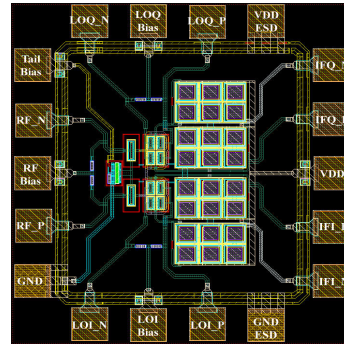 LOQ_N
LOQ
Bias
LOQ_P
VDD
ESD
Tail
Bias
IFQ_N
RF_N
IFQ_P
RF
Bias
VDD
RF_P
IFI_P
GND
IFI_N
LOI_N
LOI
Bias
LOI_P
GND
ESD